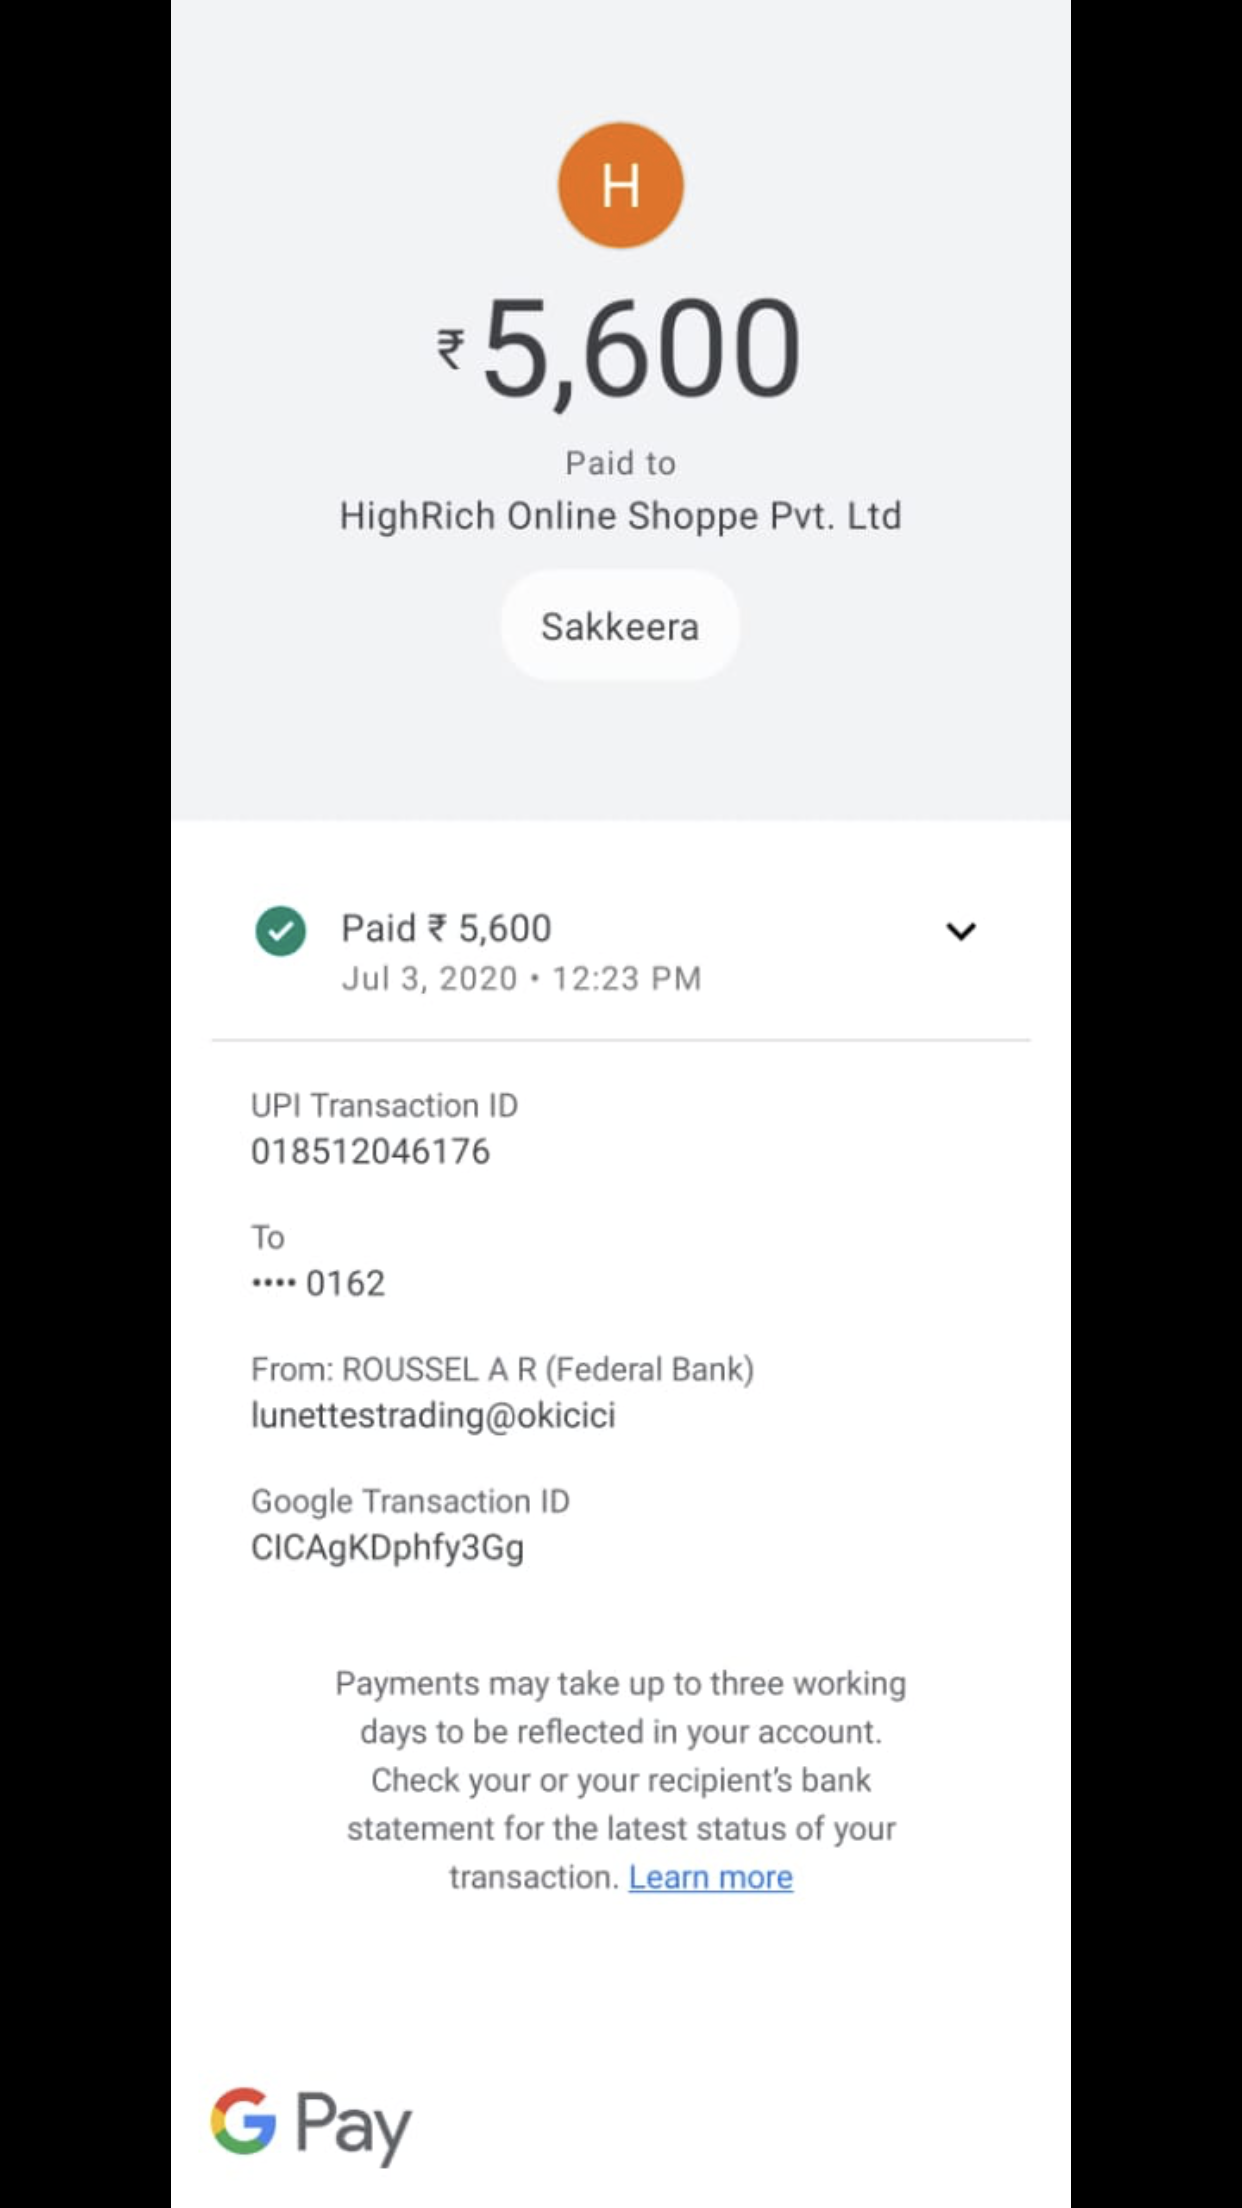 H
₹5,600
Paid to
HighRich Online Shoppe Pvt. Ltd
Sakkeera
Paid ₹ 5,600
Jul 3, 2020 • 12:23 PM
UPI Transaction ID
018512046176
To
•••• 0162
From: ROUSSEL A R (Federal Bank)
lunettestrading@okicici
Google Transaction ID
CICAgKDphfy3Gg
Payments may take up to three working
days to be reflected in your account.
Check your or your recipient's bank
statement for the latest status of your
transaction. Learn more
G Pay